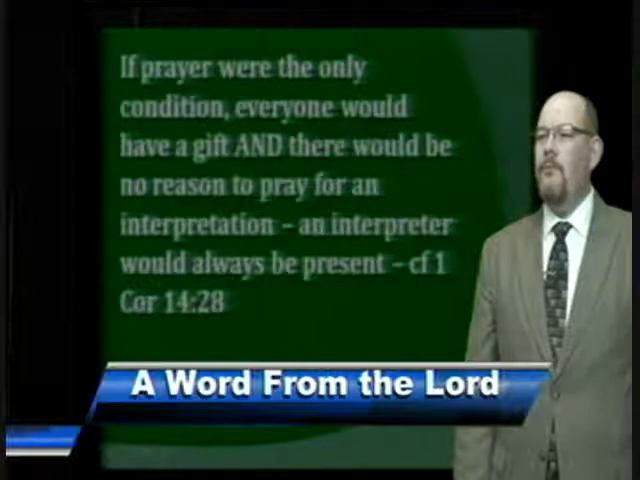 If prayer were the only
condition, everyone would
have a gift AND there would be
no reason to pray for an
interpretation – an interpreter
would always be present – cf 1
Cor 14:28
A Word From the Lord